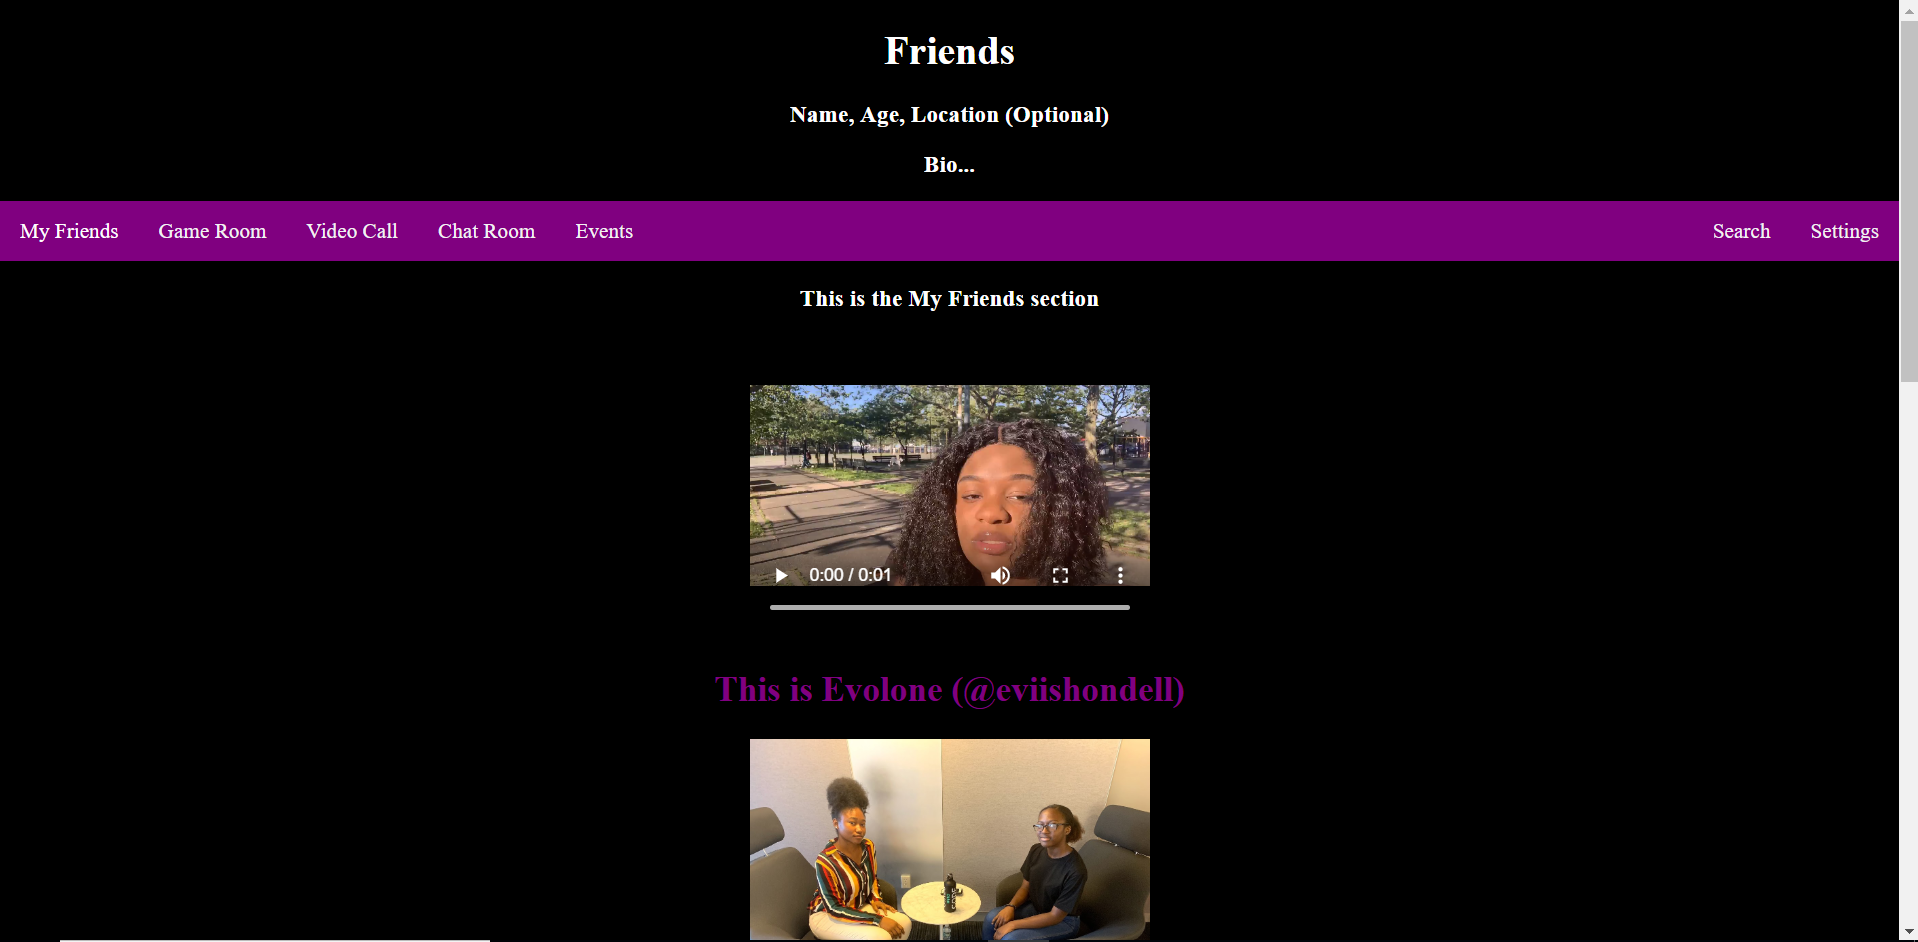 Friends
Name, Age, Location (Optional)
Bio...
My Friends Game Room Video Call Chat Room Events Search Settings
This is the My Friends section
0:00 / 0:01
This is Evolone (@eviishondell)